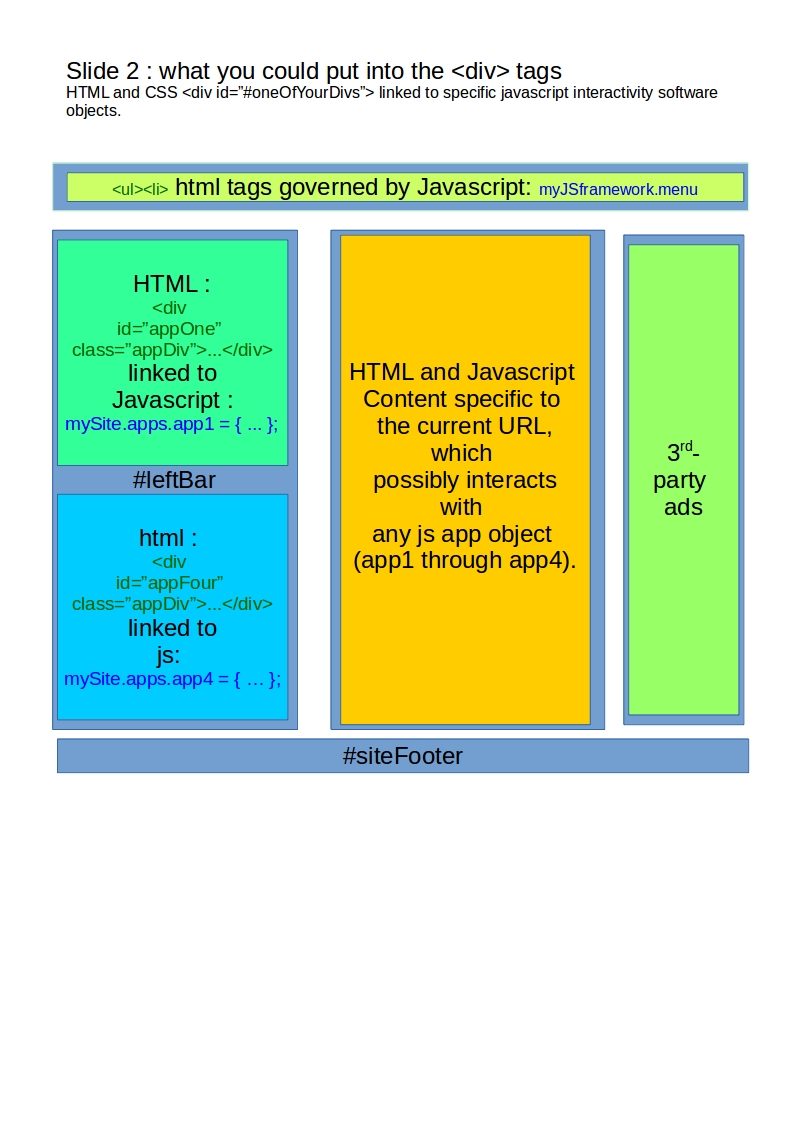 Slide 2 : what you could put into the <div> tags
HTML and CSS <div id=”#oneOfYourDivs”> linked to specific javascript interactivity software
objects.
<ul><li> html tags governed by Javascript: myJSframework.menu
HTML :
<div
id=”appOne”
class=”appDiv”>...</div>
linked to
Javascript :
mySite.apps.app1 = { ... };
#leftBar
html :
<div
id=”appFour”
class=”appDiv”>...</div>
linked to
js:
mySite.apps.app4 = { … };
HTML and Javascript
Content specific to
the current URL,
which
possibly interacts
with
any js app object
(app1 through app4).
3rd-
party
ads
#siteFooter